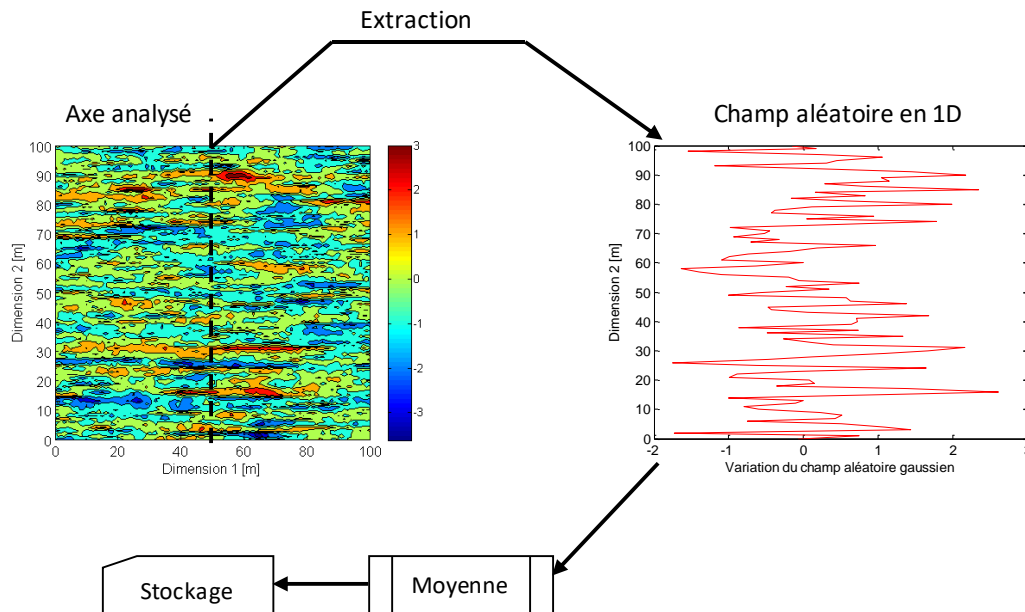 Extraction
Axe analysé
Champ aléatoire en 1D
100
90
80
70
60
50
40
30
20
10
0
Dimension 2 [m]
0 20 40 60 80 100
Dimension 1 [m]
3
2
1
0
-1
-2
-3
100
90
80
70
60
50
40
30
20
10
0
Dimension 2 [m]
-2 -1 0 1 2 3
Variation du champ aléatoire gaussien
Stockage
Moyenne